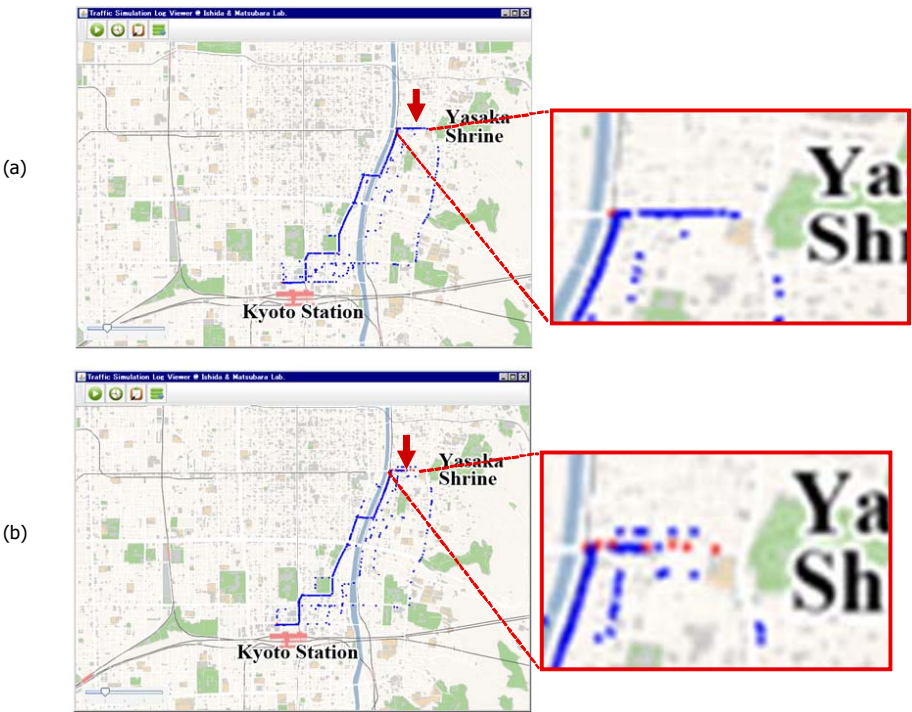 Traffic Simulation Log Viewer @ Ishida & Matsubara Lab.
(a)
Yasaka
Shrine
Kyoto Station
Ya
Shr
Traffic Simulation Log Viewer @ Ishida & Matsubara Lab.
(b)
Yasaka
Shrine
Kyoto Station
Ya
Sh